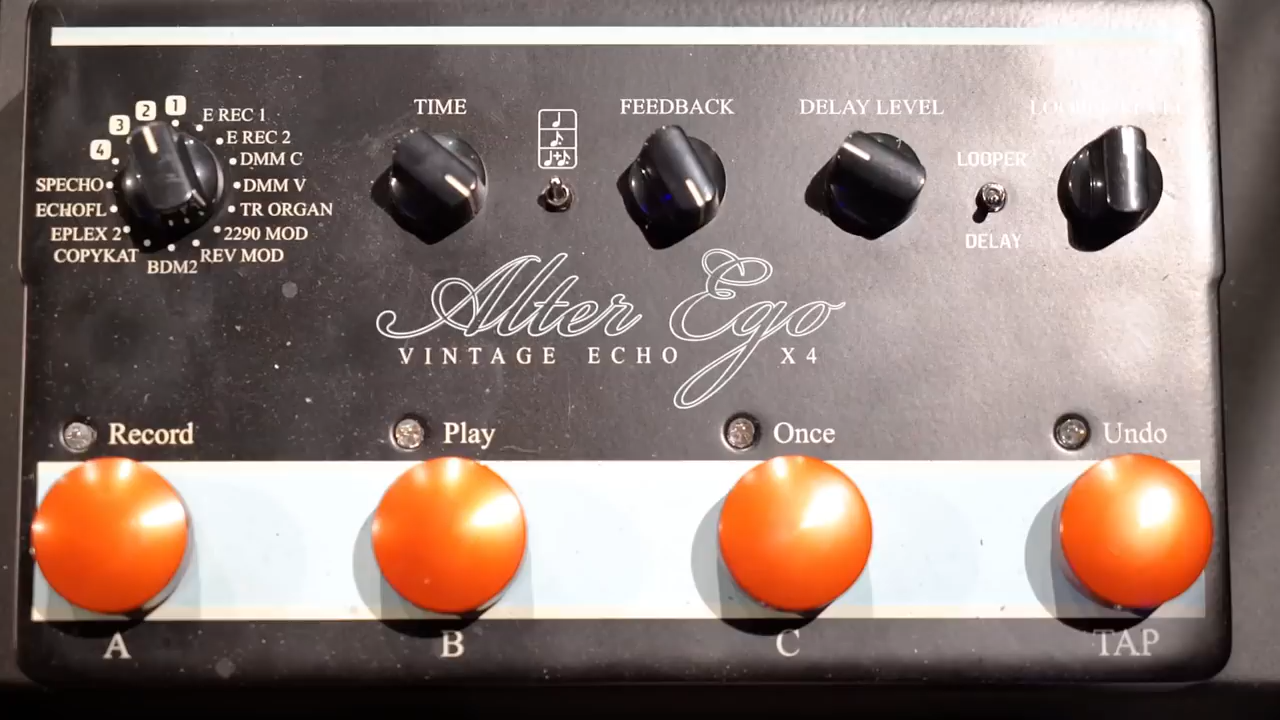 TIME
FEEDBACK
DELAY LEVEL
1
2
3
4
E REC 1
E REC 2
DMM C
DMM V
TR ORGAN
2290 MOD
REV MOD
BDM2
COPYKAT
EPLEX 2
ECHOFL
SPECHO
LOOPER
DELAY
Alter Ego
VINTAGE ECHO X4
Record
Play
Once
Undo
A
B
C
TAP